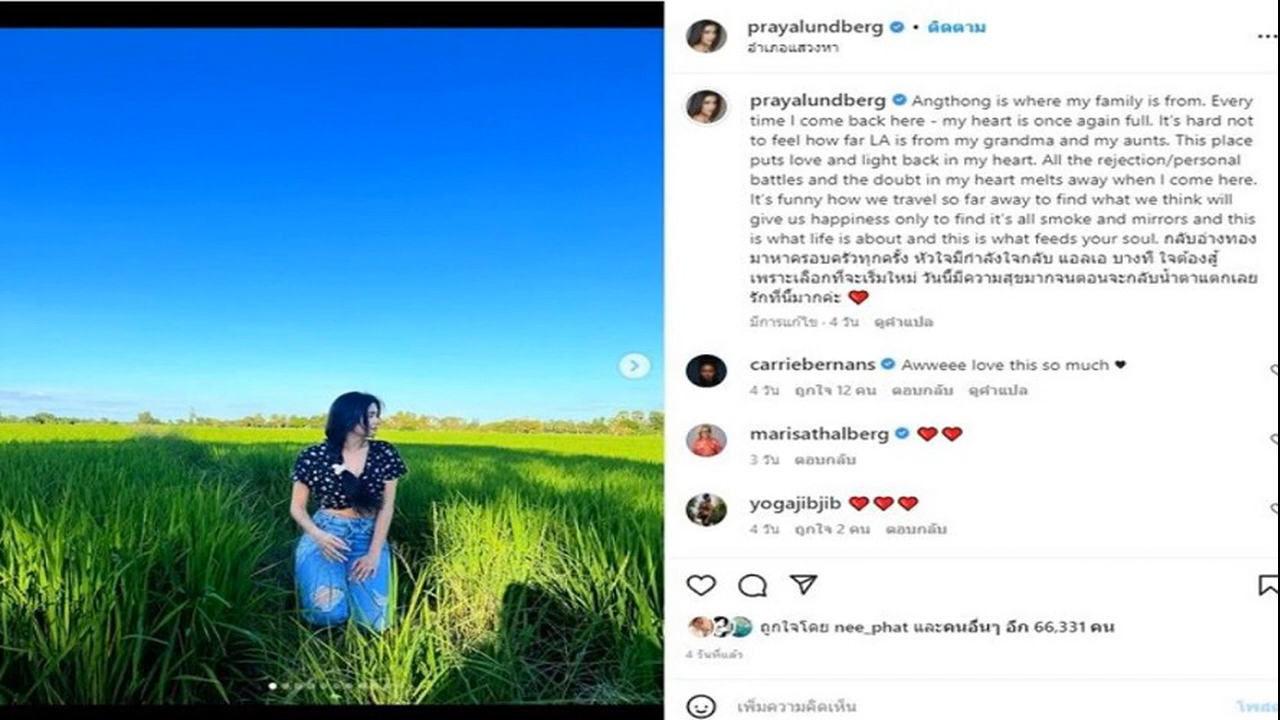 prayalundberg • ติดตาม
อำเภอแสวงหา
prayalundberg Angthong is where my family is from. Every
time I come back here - my heart is once again full. It's hard not
to feel how far LA is from my grandma and my aunts. This place
puts love and light back in my heart. All the rejection/personal
battles and the doubt in my heart melts away when I come here.
It's funny how we travel so far away to find what we think will
give us happiness only to find it's all smoke and mirrors and this
is what life is about and this is what feeds your soul. กลับอ่างทอง
มาหาครอบครัวทุกครั้ง หัวใจมีกำลังใจกลับ แอลเอ บางที ใจต้องสู้
เพราะเลือกที่จะเริ่มใหม่ วันนี้มีความสุขมากจนตอนจะกลับน้ำตาแตกเลย
รักที่นี้มากค่ะ ❤️
มีการแก้ไข · 4 วัน ดูคำแปล
carriebernans Awweee love this so much ♥
4 วัน ถูกใจ 12 คน ตอบกลับ ดูคำแปล
marisathalberg ❤️❤️
3 วัน ตอบกลับ
yogajibjib ❤️❤️❤️
4 วัน ถูกใจ 2 คน ตอบกลับ
ถูกใจโดย nee_phat และคนอื่นๆ อีก 66,331 คน
4 วันที่แล้ว
เพิ่มความคิดเห็น